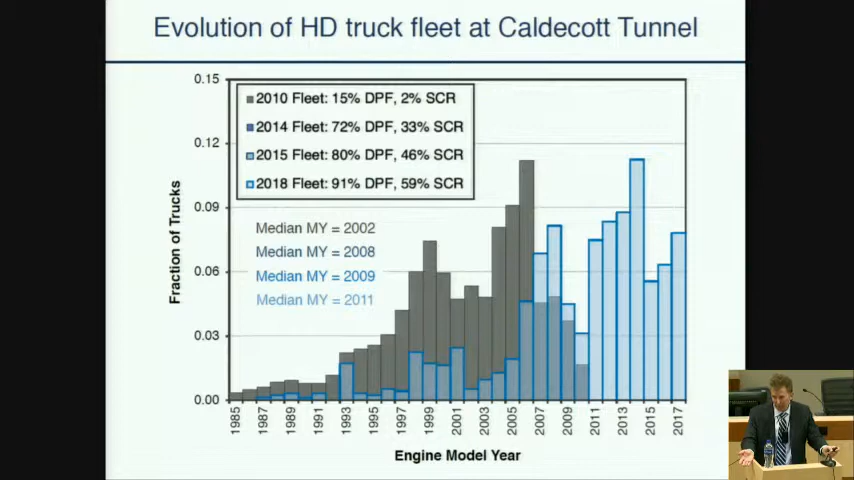 Evolution of HD truck fleet at Caldecott Tunnel
0.15
2010 Fleet: 15% DPF, 2% SCR
2014 Fleet: 72% DPF, 33% SCR
2015 Fleet: 80% DPF, 46% SCR
2018 Fleet: 91% DPF, 59% SCR
0.12
0.09
0.06
0.03
0.00
Fraction of Trucks
Median MY = 2002
Median MY = 2008
Median MY = 2009
Median MY = 2011
1985 1987 1989 1991 1993 1995 1997 1999 2001 2003 2005 2007 2009 2011 2013 2015 2017
Engine Model Year